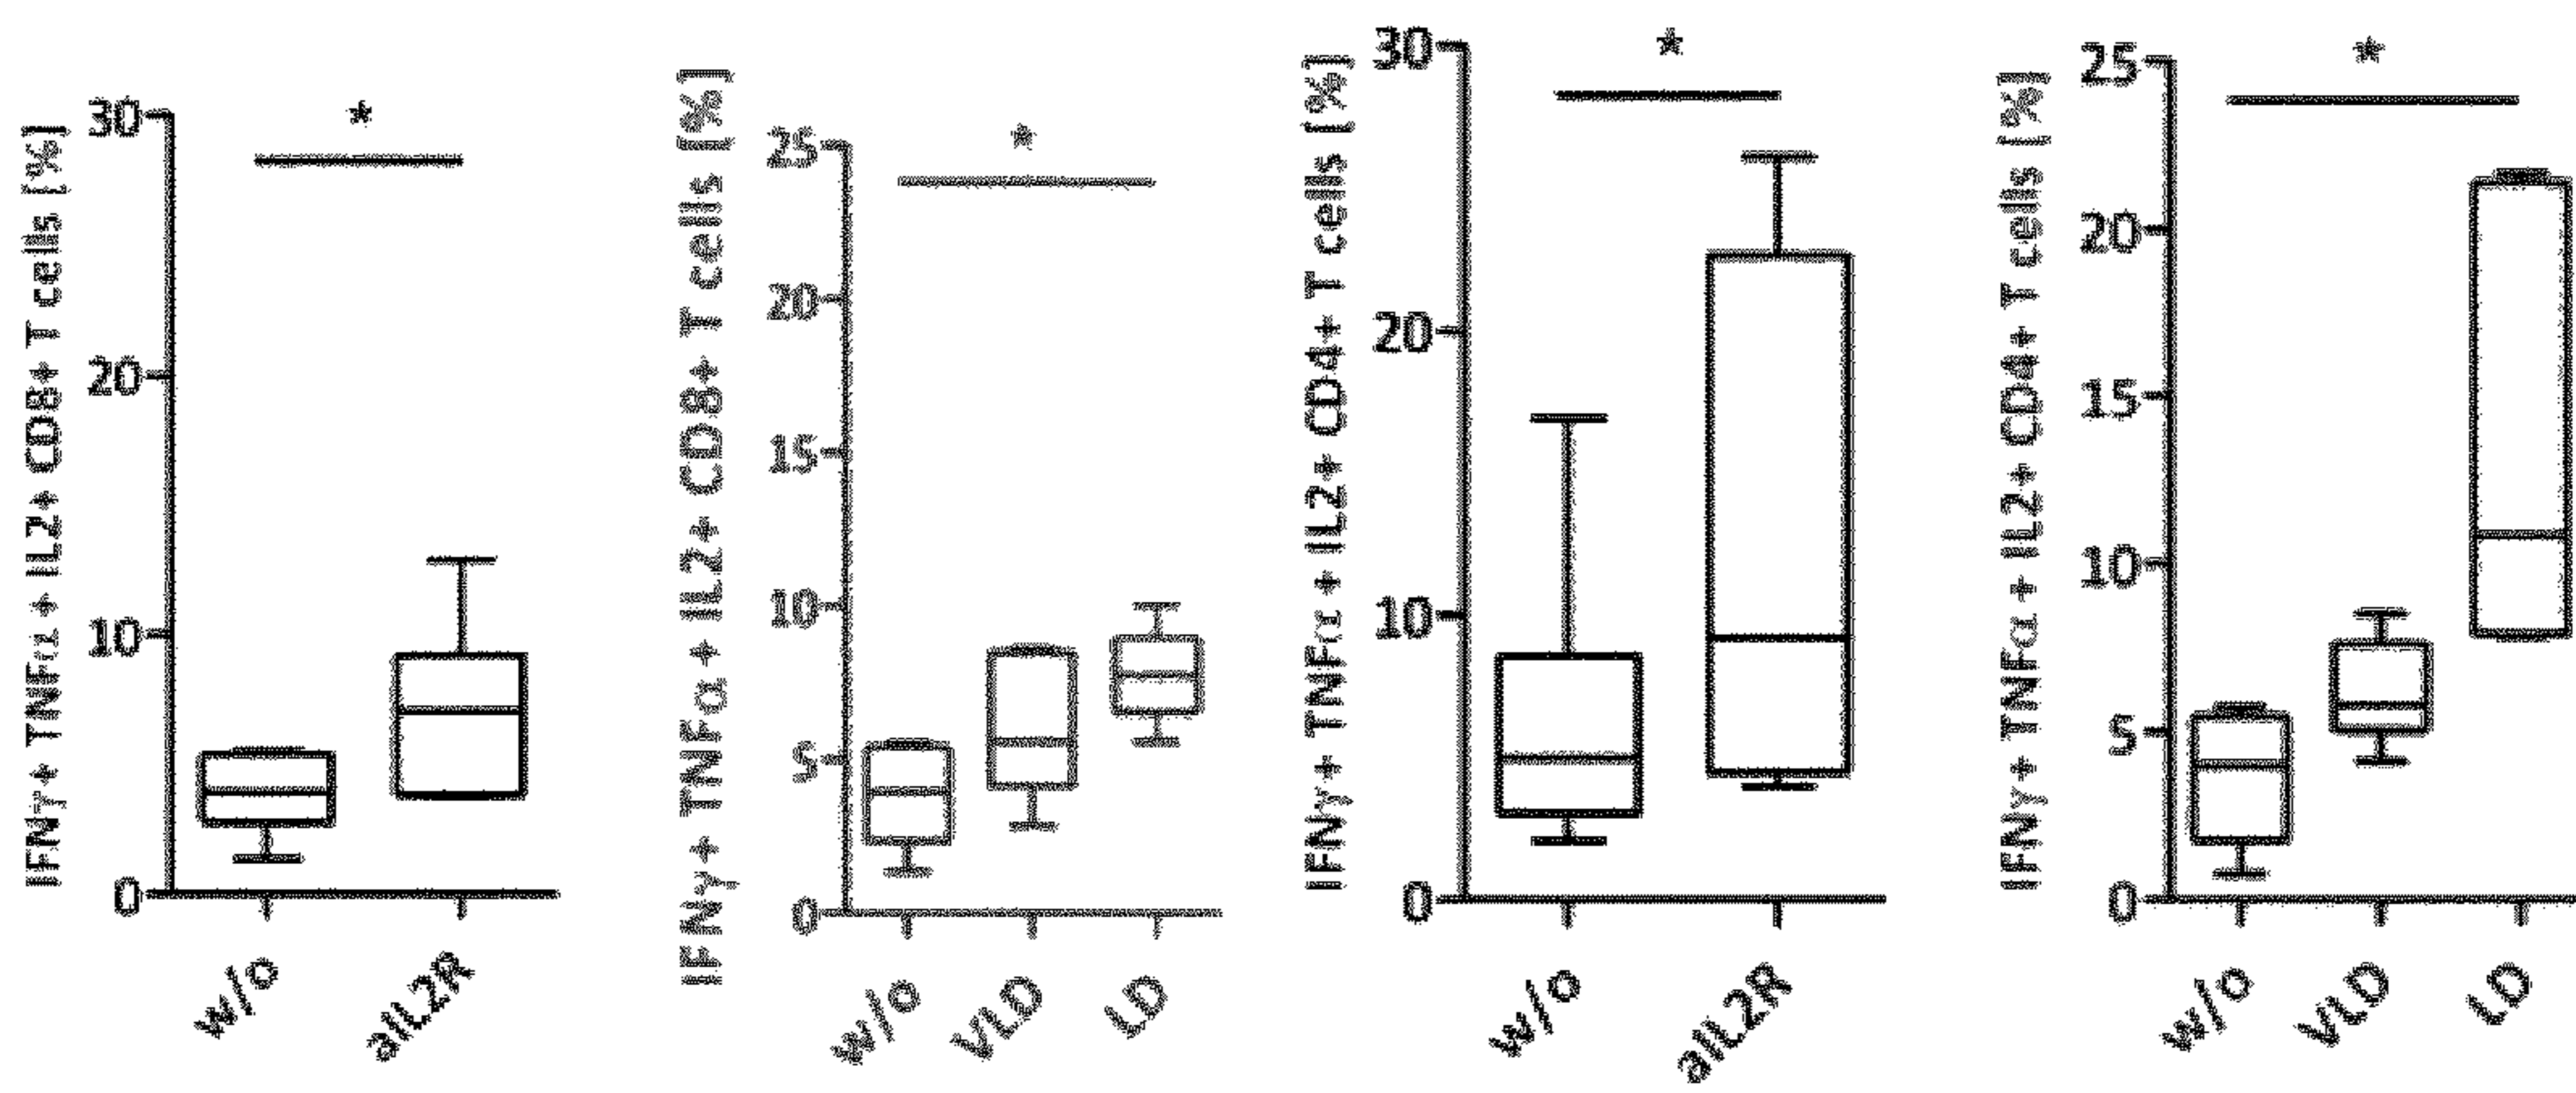 IFNγ+ TNFα + IL2+ CD8+ T cells [%]
30
20
10
0
*
w/o
aIL2R
IFNγ+ TNFα + IL2+ CD8+ T cells [%]
25
20
15
10
5
0
*
w/o
VLD
LD
IFNγ+ TNFα + IL2+ CD4+ T cells [%]
30
20
10
0
*
w/o
aIL2R
IFNγ+ TNFα + IL2+ CD4+ T cells [%]
25
20
15
10
5
0
*
w/o
VLD
LD